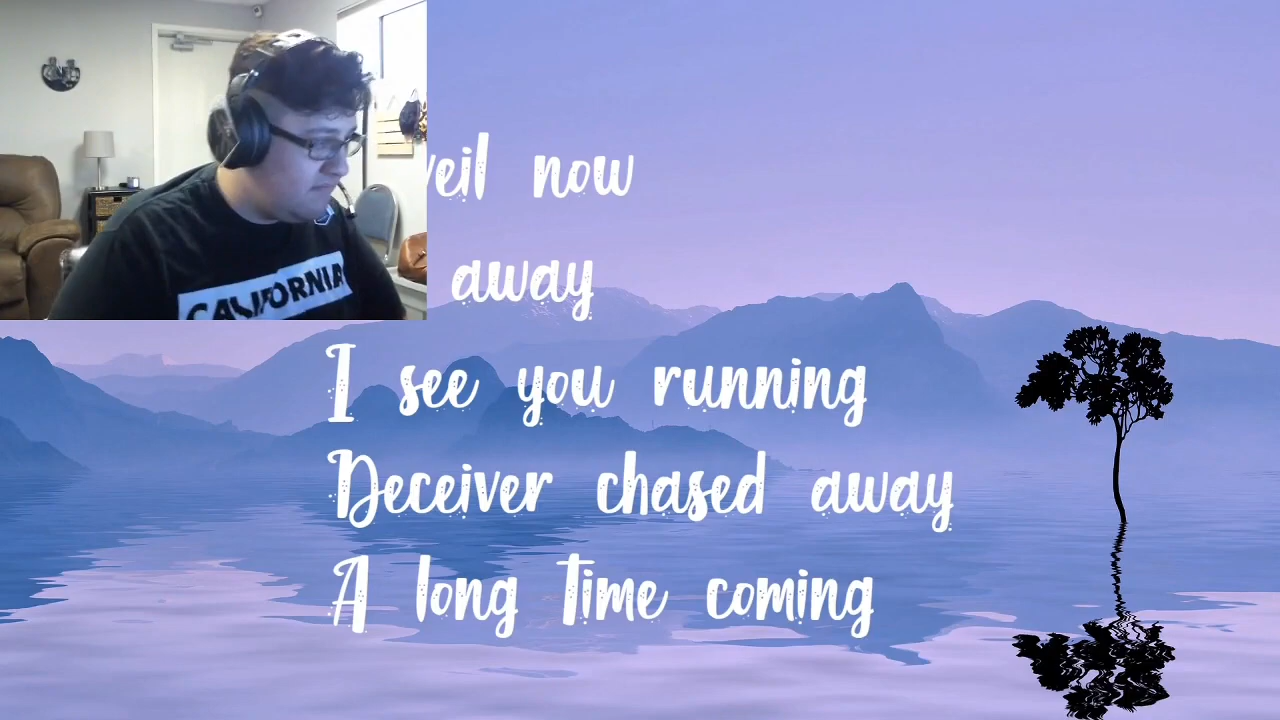 CALIFORNIA
veil now
away
I see you running
Deceiver chased away
A long time coming